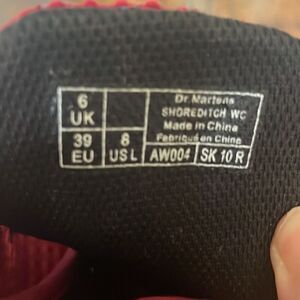 6
UK
39
EU
8
US L
Dr. Martens
SHOREDITCH WC
Made in China
Fabriqué en Chine
AW004
SK 10 R